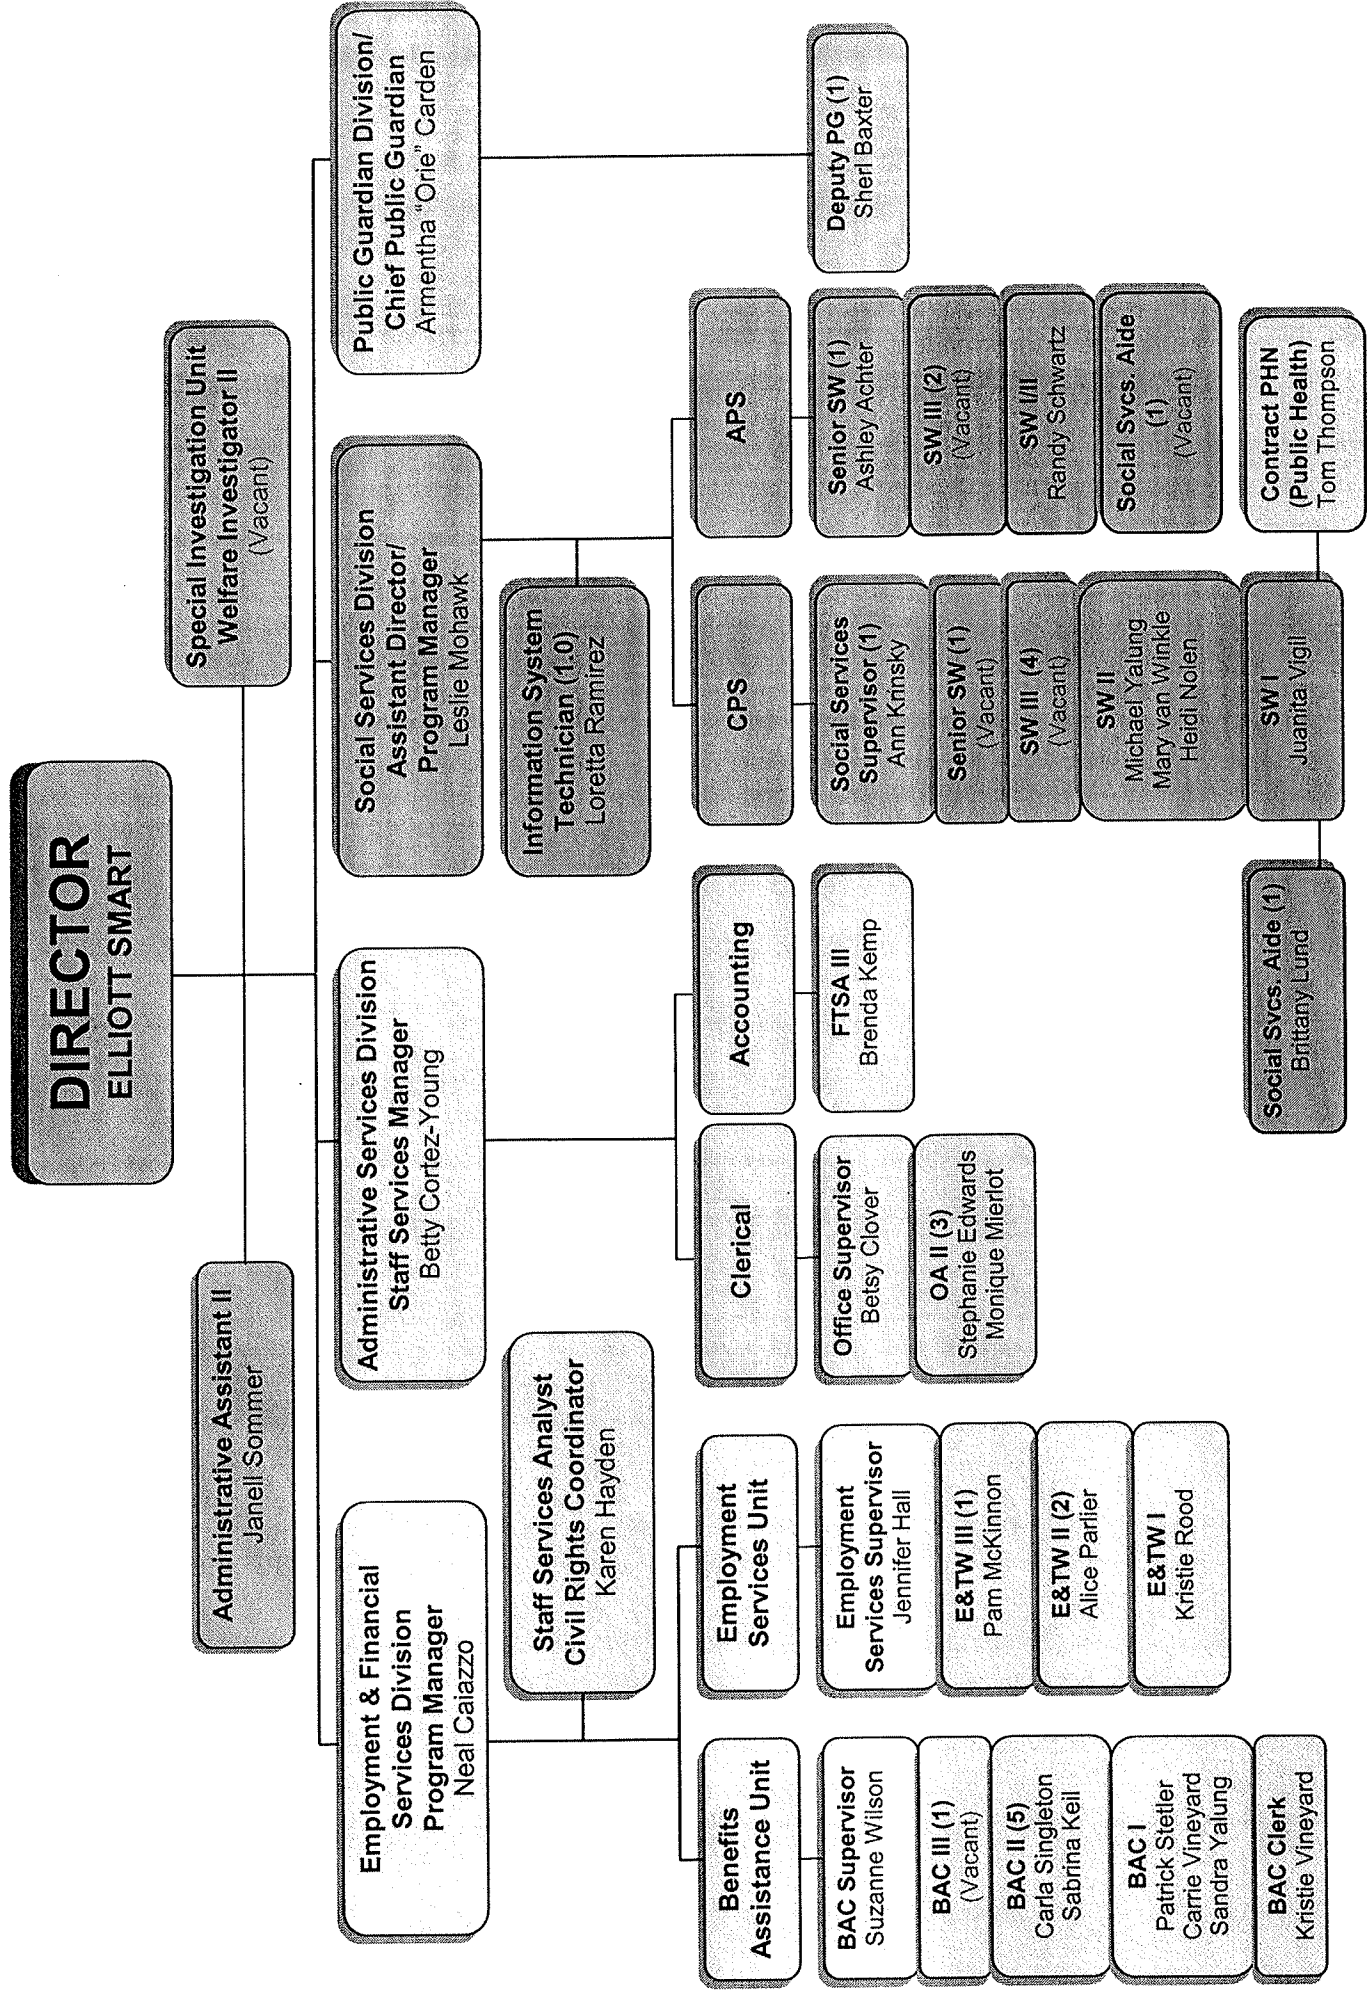 DIRECTOR
ELLIOTT SMART
Administrative Assistant II
Janell Sommer
Special Investigation Unit
Welfare Investigator II
(Vacant)
Employment & Financial
Services Division
Program Manager
Neal Caiazzo
Administrative Services Division
Staff Services Manager
Betty Cortez-Young
Social Services Division
Assistant Director/
Program Manager
Leslie Mohawk
Public Guardian Division/
Chief Public Guardian
Armentha "Orie" Carden
Staff Services Analyst
Civil Rights Coordinator
Karen Hayden
Information System
Technician (1.0)
Loretta Ramirez
Benefits
Assistance Unit
BAC Supervisor
Suzanne Wilson
BAC III (1)
(Vacant)
BAC II (5)
Carla Singleton
Sabrina Keil
BAC I
Patrick Stetler
Carrie Vineyard
Sandra Yalung
BAC Clerk
Kristie Vineyard
Employment
Services Unit
Employment
Services Supervisor
Jennifer Hall
E&TW III (1)
Pam McKinnon
E&TW II (2)
Alice Parlier
E&TW I
Kristie Rood
Clerical
Office Supervisor
Betsy Clover
OA II (3)
Stephanie Edwards
Monique Mierlot
Accounting
FTSA III
Brenda Kemp
CPS
Social Services
Supervisor (1)
Ann Krinsky
Senior SW (1)
(Vacant)
SW III (4)
(Vacant)
SW II
Michael Yalung
Mary van Winkle
Heidi Nolen
SW I
Juanita Vigil
Social Svcs. Aide (1)
Brittany Lund
APS
Senior SW (1)
Ashley Achter
SW III (2)
(Vacant)
SW I/II
Randy Schwartz
Social Svcs. Aide
(1)
(Vacant)
Contract PHN
(Public Health)
Tom Thompson
Deputy PG (1)
Sherl Baxter